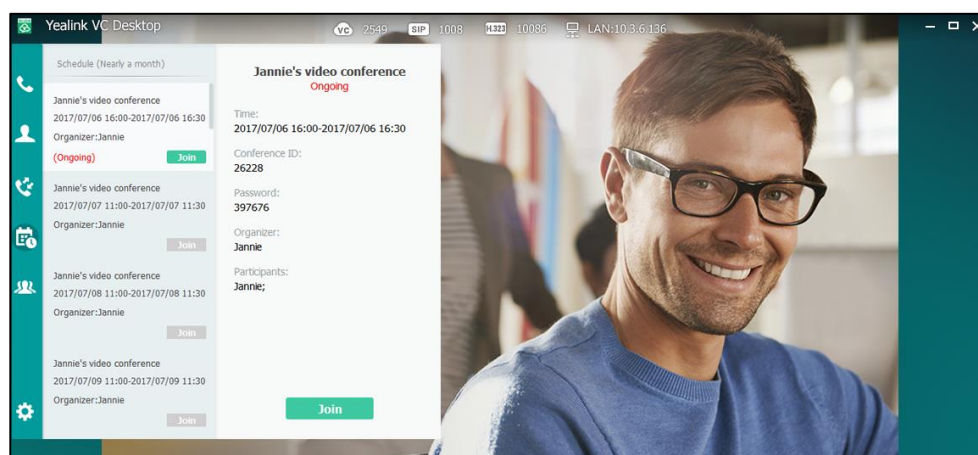 Yealink VC Desktop
VC 2549 SIP 1008 H.323 10086 LAN:10.3.6.136
Schedule (Nearly a month)
Jannie's video conference
2017/07/06 16:00-2017/07/06 16:30
Organizer:Jannie
(Ongoing) Join
Jannie's video conference
2017/07/07 11:00-2017/07/07 11:30
Organizer:Jannie
Join
Jannie's video conference
2017/07/08 11:00-2017/07/08 11:30
Organizer:Jannie
Join
Jannie's video conference
2017/07/09 11:00-2017/07/09 11:30
Organizer:Jannie
Join
Jannie's video conference
Ongoing
Time:
2017/07/06 16:00-2017/07/06 16:30
Conference ID:
26228
Password:
397676
Organizer:
Jannie
Participants:
Jannie;
Join